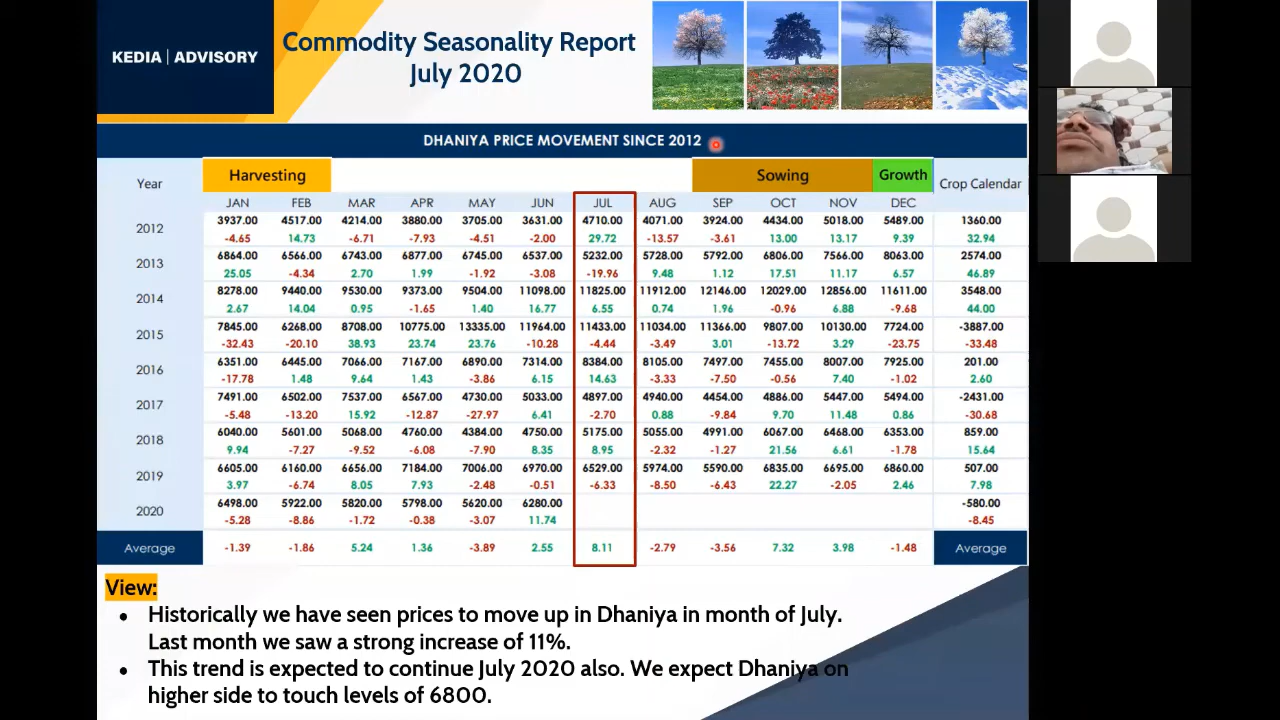 KEDIA | ADVISORY
Commodity Seasonality Report
July 2020
DHANIYA PRICE MOVEMENT SINCE 2012
Year Harvesting Sowing Growth Crop Calendar
JAN FEB MAR APR MAY JUN JUL AUG SEP OCT NOV DEC
2012 3937.00 4517.00 4214.00 3880.00 3705.00 3631.00 4710.00 4071.00 3924.00 4434.00 5018.00 5489.00 1360.00
-4.65 14.73 -6.71 -7.93 -4.51 -2.00 29.72 -13.57 -3.61 13.00 13.17 9.39 32.94
2013 6864.00 6566.00 6743.00 6877.00 6745.00 6537.00 5232.00 5728.00 5792.00 6806.00 7566.00 8063.00 2574.00
25.05 -4.34 2.70 1.99 -1.92 -3.08 -19.96 9.48 1.12 17.51 11.17 6.57 46.89
2014 8278.00 9440.00 9530.00 9373.00 9504.00 11098.00 11825.00 11912.00 12146.00 12029.00 12856.00 11611.00 3548.00
2.67 14.04 0.95 -1.65 1.40 16.77 6.55 0.74 1.96 -0.96 6.88 -9.68 44.00
2015 7845.00 6268.00 8708.00 10775.00 13335.00 11964.00 11433.00 11034.00 11366.00 9807.00 10130.00 7724.00 -3887.00
-32.43 -20.10 38.93 23.74 23.76 -10.28 -4.44 -3.49 3.01 -13.72 3.29 -23.75 -33.48
2016 6351.00 6445.00 7066.00 7167.00 6890.00 7314.00 8384.00 8105.00 7497.00 7455.00 8007.00 7925.00 201.00
-17.78 1.48 9.64 1.43 -3.86 6.15 14.63 -3.33 -7.50 -0.56 7.40 -1.02 2.60
2017 7491.00 6502.00 7537.00 6567.00 4730.00 5033.00 4897.00 4940.00 4454.00 4886.00 5447.00 5494.00 -2431.00
-5.48 -13.20 15.92 -12.87 -27.97 6.41 -2.70 0.88 -9.84 9.70 11.48 0.86 -30.68
2018 6040.00 5601.00 5068.00 4760.00 4384.00 4750.00 5175.00 5055.00 4991.00 6067.00 6468.00 6353.00 859.00
9.94 -7.27 -9.52 -6.08 -7.90 8.35 8.95 -2.32 -1.27 21.56 6.61 -1.78 15.64
2019 6605.00 6160.00 6656.00 7184.00 7006.00 6970.00 6529.00 5974.00 5590.00 6835.00 6695.00 6860.00 507.00
3.97 -6.74 8.05 7.93 -2.48 -0.51 -6.33 -8.50 -6.43 22.27 -2.05 2.46 7.98
2020 6498.00 5922.00 5820.00 5798.00 5620.00 6280.00 -580.00
-5.28 -8.86 -1.72 -0.38 -3.07 11.74 -8.45
Average -1.39 -1.86 5.24 1.36 -3.89 2.55 8.11 -2.79 -3.56 7.32 3.98 -1.48 Average
View:
• Historically we have seen prices to move up in Dhaniya in month of July.
Last month we saw a strong increase of 11%.
• This trend is expected to continue July 2020 also. We expect Dhaniya on
higher side to touch levels of 6800.